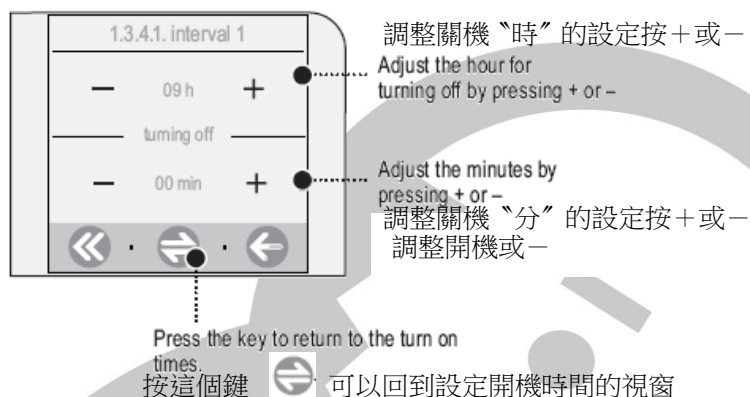 1.3.4.1. interval 1
— 09 h +
turning off
— 00 min +
調整關機〝時〞的設定按＋或－
Adjust the hour for
turning off by pressing + or –
Adjust the minutes by
pressing + or –
調整關機〝分〞的設定按＋或－
調整開機或－
Press the key to return to the turn on
times.
按這個鍵 可以回到設定開機時間的視窗